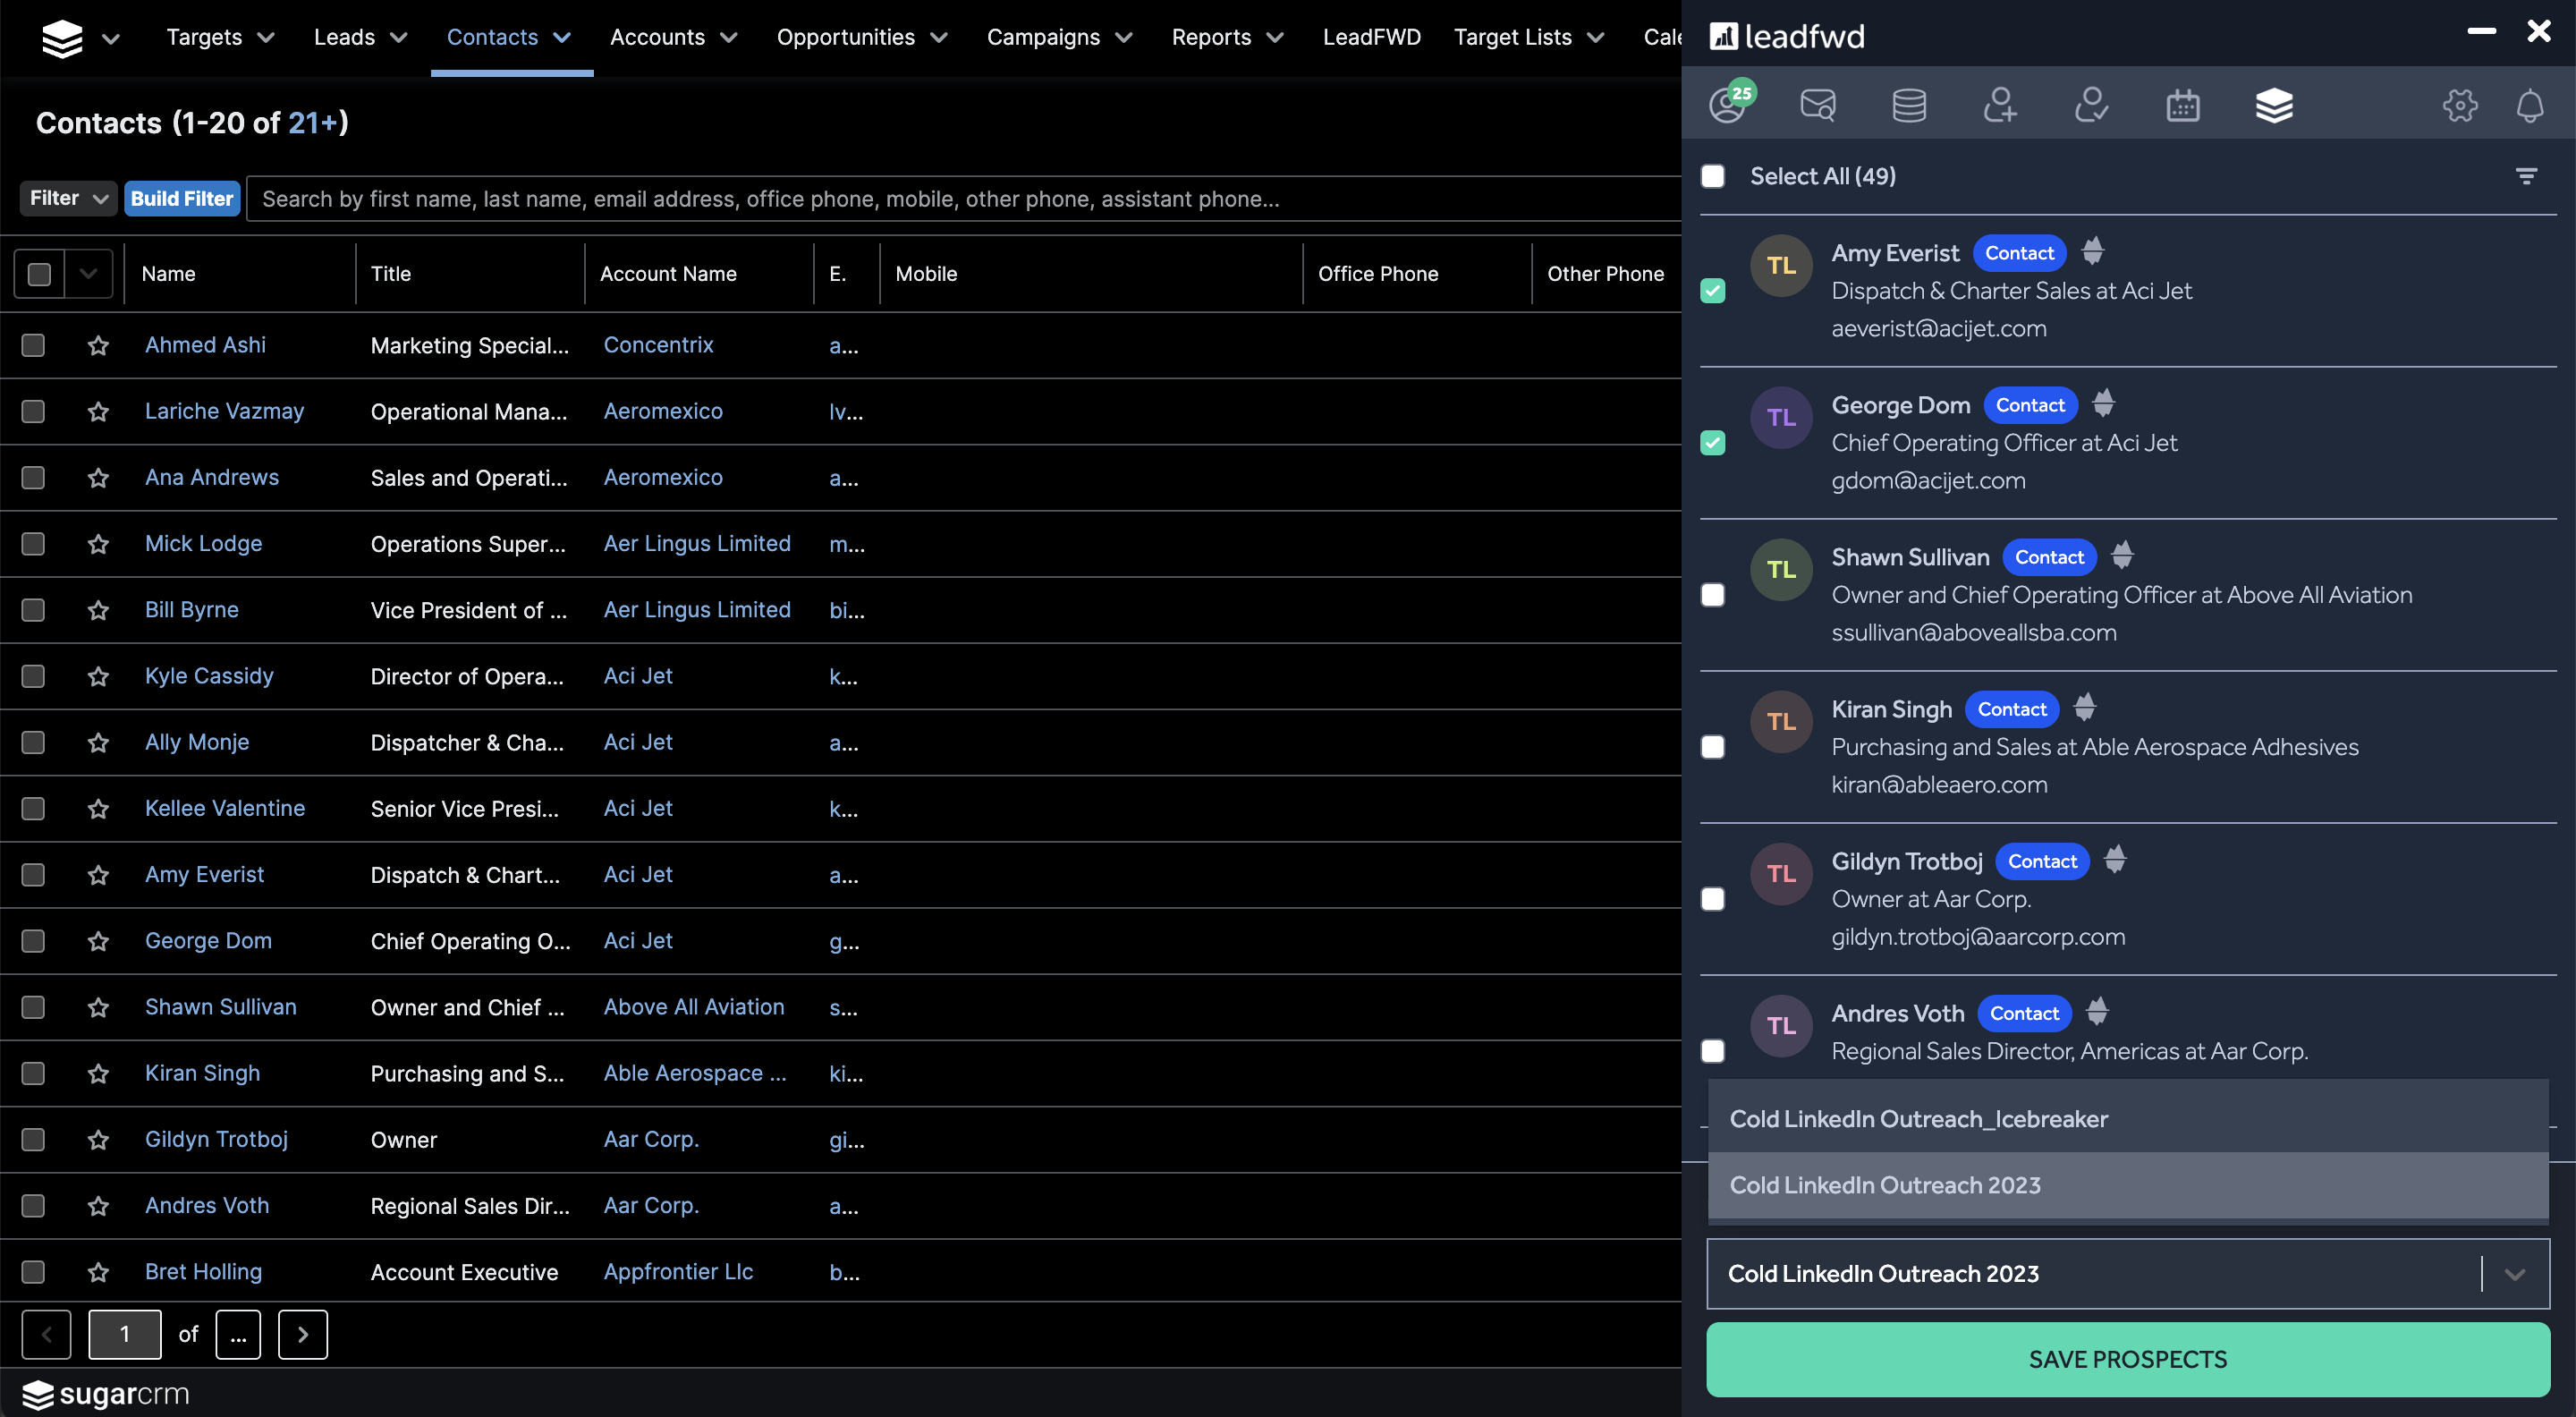 Targets Leads Contacts Accounts Opportunities Campaigns Reports LeadFWD Target Lists
Contacts (1-20 of 21+)
Filter Build Filter Search by first name, last name, email address, office phone, mobile, other phone, assistant phone...
Name Title Account Name E. Mobile Office Phone Other Phone
Ahmed Ashi Marketing Special... Concentrix a...
Lariche Vazmay Operational Mana... Aeromexico lv...
Ana Andrews Sales and Operati... Aeromexico a...
Mick Lodge Operations Super... Aer Lingus Limited m...
Bill Byrne Vice President of ... Aer Lingus Limited bi...
Kyle Cassidy Director of Opera... Aci Jet k...
Ally Monje Dispatcher & Cha... Aci Jet a...
Kellee Valentine Senior Vice Presi... Aci Jet k...
Amy Everist Dispatch & Chart... Aci Jet a...
George Dom Chief Operating O... Aci Jet g...
Shawn Sullivan Owner and Chief ... Above All Aviation s...
Kiran Singh Purchasing and S... Able Aerospace ... ki...
Gildyn Trotboj Owner Aar Corp. gi...
Andres Voth Regional Sales Dir... Aar Corp. a...
Bret Holling Account Executive Appfrontier Llc b...
1 of ...
sugarcrm
leadfwd
25
Select All (49)
TL Amy Everist Contact
Dispatch & Charter Sales at Aci Jet
aeverist@acijet.com
TL George Dom Contact
Chief Operating Officer at Aci Jet
gdom@acijet.com
TL Shawn Sullivan Contact
Owner and Chief Operating Officer at Above All Aviation
ssullivan@aboveallsba.com
TL Kiran Singh Contact
Purchasing and Sales at Able Aerospace Adhesives
kiran@ableaero.com
TL Gildyn Trotboj Contact
Owner at Aar Corp.
gildyn.trotboj@aarcorp.com
TL Andres Voth Contact
Regional Sales Director, Americas at Aar Corp.
Cold LinkedIn Outreach_Icebreaker
Cold LinkedIn Outreach 2023
Cold LinkedIn Outreach 2023
SAVE PROSPECTS